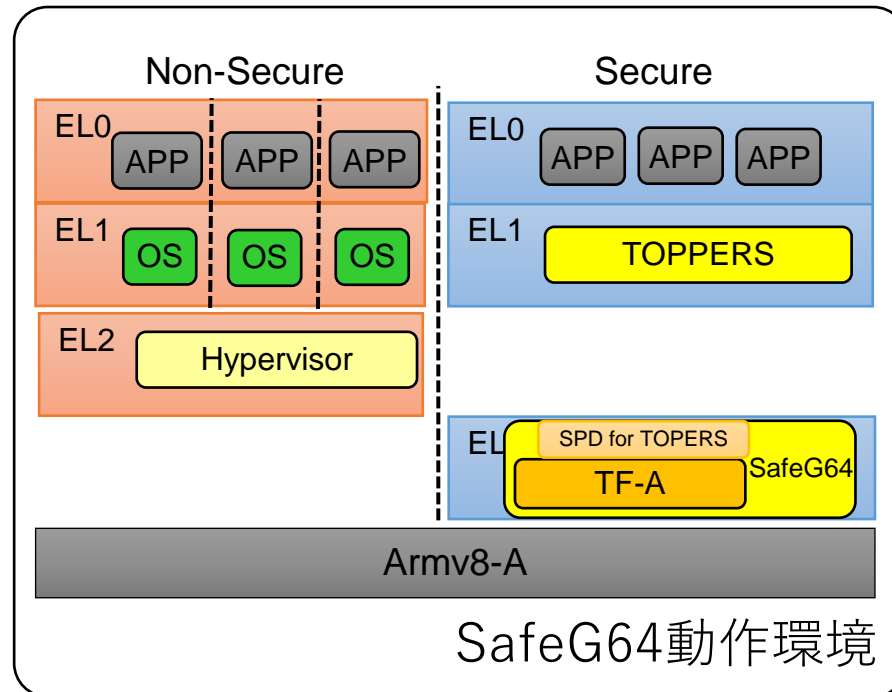 Non-Secure
Secure
EL0
APP
APP
APP
EL0
APP
APP
APP
EL1
OS
OS
OS
EL1
TOPPERS
EL2
Hypervisor
EL
SPD for TOPERS
TF-A
SafeG64
Armv8-A
SafeG64動作環境